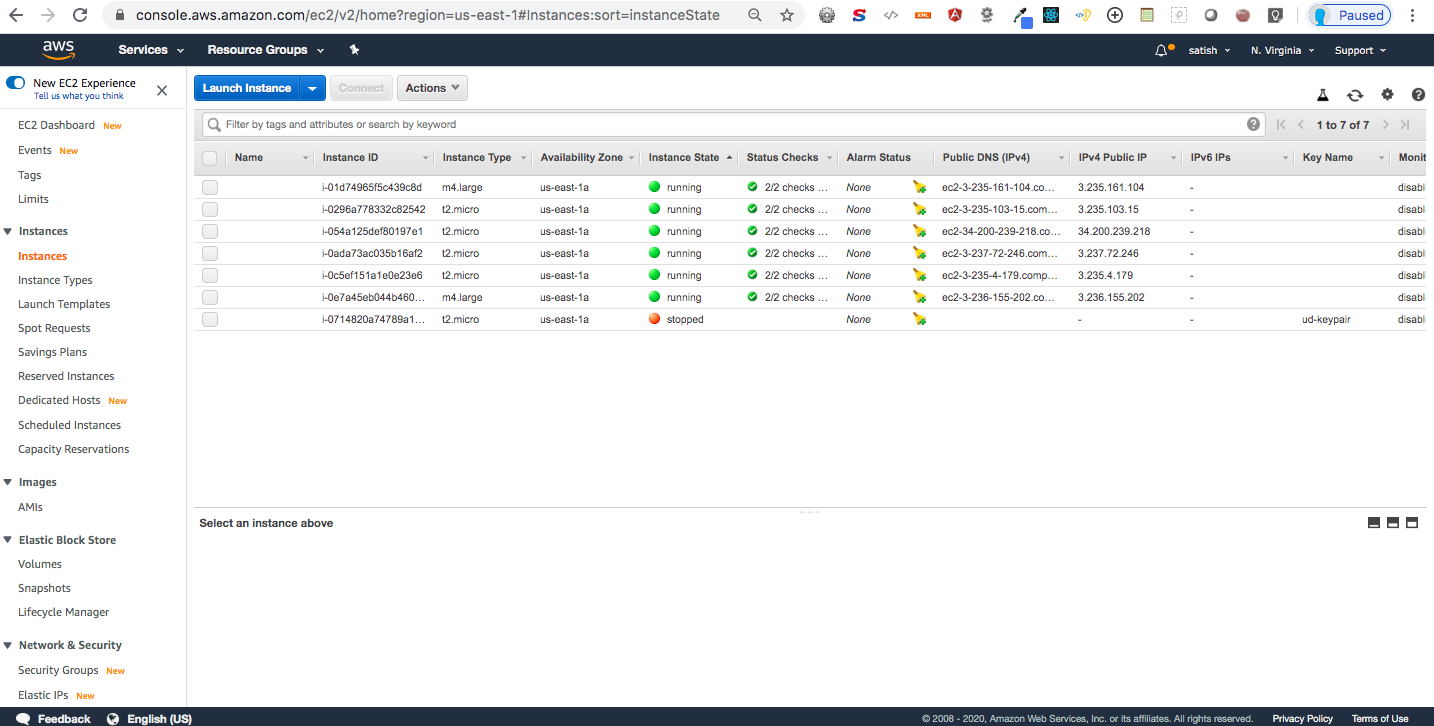 console.aws.amazon.com/ec2/v2/home?region=us-east-1#Instances:sort=instanceState
Paused
aws Services Resource Groups satish N. Virginia Support
New EC2 Experience
Tell us what you think
EC2 Dashboard New
Events New
Tags
Limits
Instances
Instances
Instance Types
Launch Templates
Spot Requests
Savings Plans
Reserved Instances
Dedicated Hosts New
Scheduled Instances
Capacity Reservations
Images
AMIs
Elastic Block Store
Volumes
Snapshots
Lifecycle Manager
Network & Security
Security Groups New
Elastic IPs New
Launch Instance Connect Actions
Filter by tags and attributes or search by keyword
1 to 7 of 7
Name Instance ID Instance Type Availability Zone Instance State Status Checks Alarm Status Public DNS (IPv4) IPv4 Public IP IPv6 IPs Key Name Monit
i-01d74965f5c439c8d m4.large us-east-1a running 2/2 checks ... None ec2-3-235-161-104.co... 3.235.161.104 - disabl
i-0296a778332c82542 t2.micro us-east-1a running 2/2 checks ... None ec2-3-235-103-15.com... 3.235.103.15 - disabl
i-054a125def80197e1 t2.micro us-east-1a running 2/2 checks ... None ec2-34-200-239-218.co... 34.200.239.218 - disabl
i-0ada73ac035b16af2 t2.micro us-east-1a running 2/2 checks ... None ec2-3-237-72-246.com... 3.237.72.246 - disabl
i-0c5ef151a1e0e23e6 t2.micro us-east-1a running 2/2 checks ... None ec2-3-235-4-179.comp... 3.235.4.179 - disabl
i-0e7a45eb044b460... m4.large us-east-1a running 2/2 checks ... None ec2-3-236-155-202.co... 3.236.155.202 - disabl
i-0714820a74789a1... t2.micro us-east-1a stopped None - - ud-keypair disabl
Select an instance above
Feedback English (US) © 2008 - 2020, Amazon Web Services, Inc. or its affiliates. All rights reserved. Privacy Policy Terms of Use